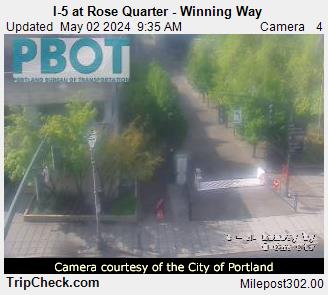 I-5 at Rose Quarter - Winning Way
Updated May 02 2024 9:35 AM Camera 4
PBOT
PORTLAND BUREAU OF TRANSPORTATION
Camera courtesy of the City of Portland
TripCheck.com Milepost302.00